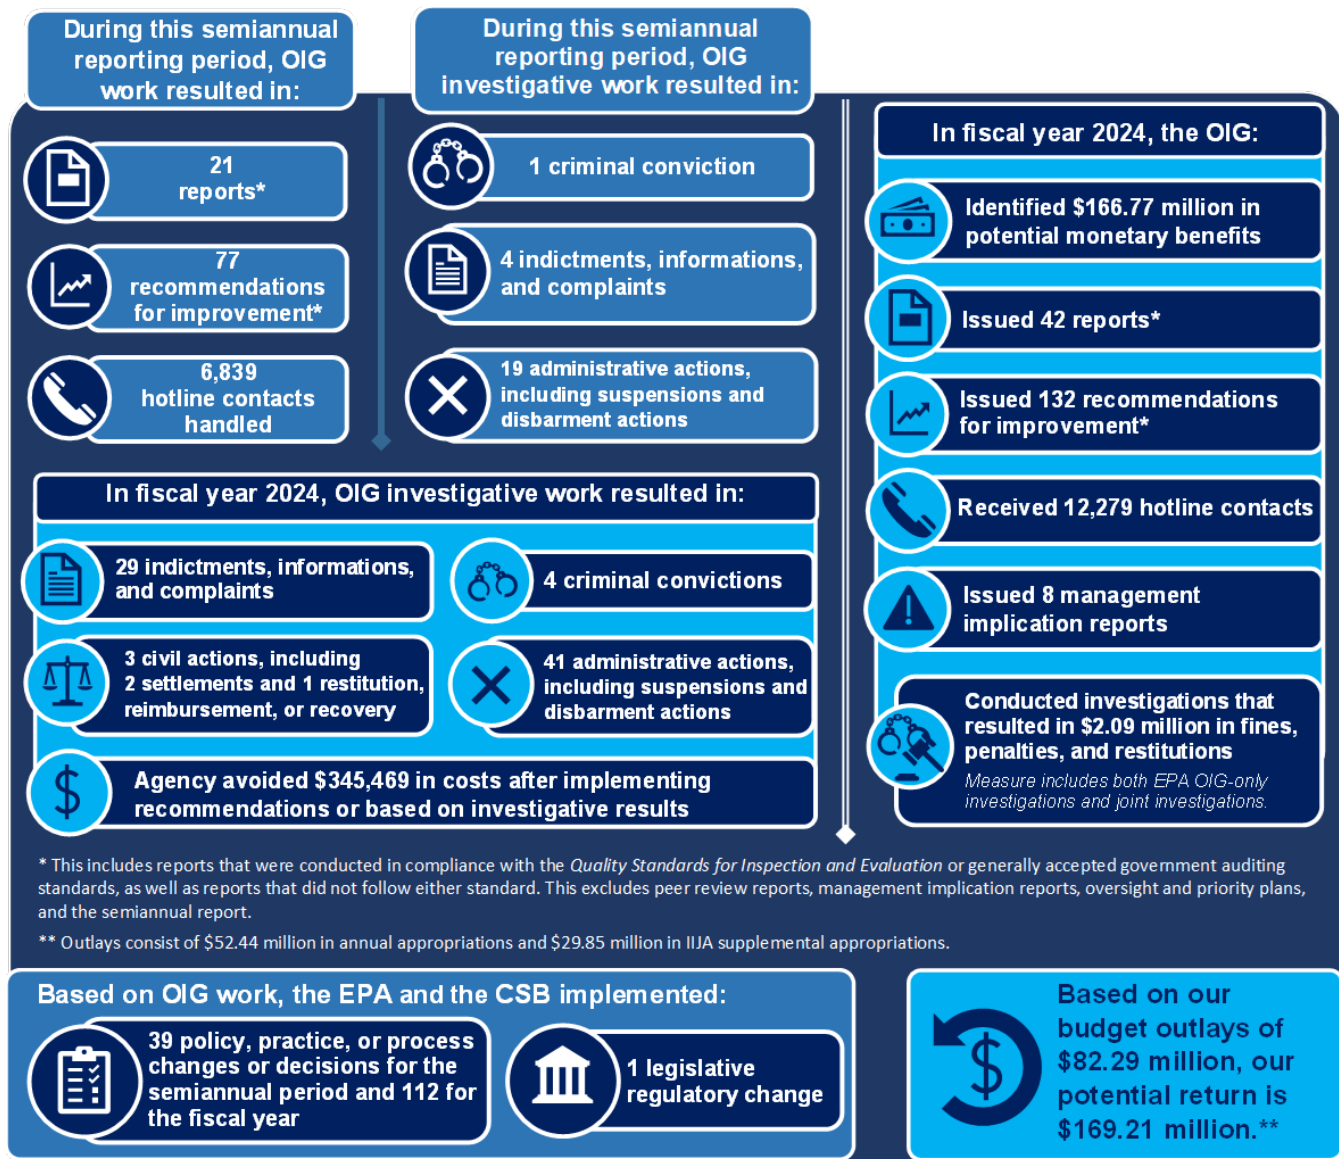 During this semiannual
reporting period, OIG
work resulted in:
21
reports*
77
recommendations
for improvement*
6,839
hotline contacts
handled
During this semiannual
reporting period, OIG
investigative work resulted in:
1 criminal conviction
4 indictments, informations,
and complaints
19 administrative actions,
including suspensions and
disbarment actions
In fiscal year 2024, OIG investigative work resulted in:
29 indictments, informations,
and complaints
4 criminal convictions
3 civil actions, including
2 settlements and 1 restitution,
reimbursement, or recovery
41 administrative actions,
including suspensions and
disbarment actions
$
Agency avoided $345,469 in costs after implementing
recommendations or based on investigative results
In fiscal year 2024, the OIG:
Identified $166.77 million in
potential monetary benefits
Issued 42 reports*
Issued 132 recommendations
for improvement*
Received 12,279 hotline contacts
Issued 8 management
implication reports
Conducted investigations that
resulted in $2.09 million in fines,
penalties, and restitutions
Measure includes both EPA OIG-only
investigations and joint investigations.
* This includes reports that were conducted in compliance with the Quality Standards for Inspection and Evaluation or generally accepted government auditing
standards, as well as reports that did not follow either standard. This excludes peer review reports, management implication reports, oversight and priority plans,
and the semiannual report.
** Outlays consist of $52.44 million in annual appropriations and $29.85 million in IIJA supplemental appropriations.
Based on OIG work, the EPA and the CSB implemented:
39 policy, practice, or process
changes or decisions for the
semiannual period and 112 for
the fiscal year
1 legislative
regulatory change
$
Based on our
budget outlays of
$82.29 million, our
potential return is
$169.21 million.**